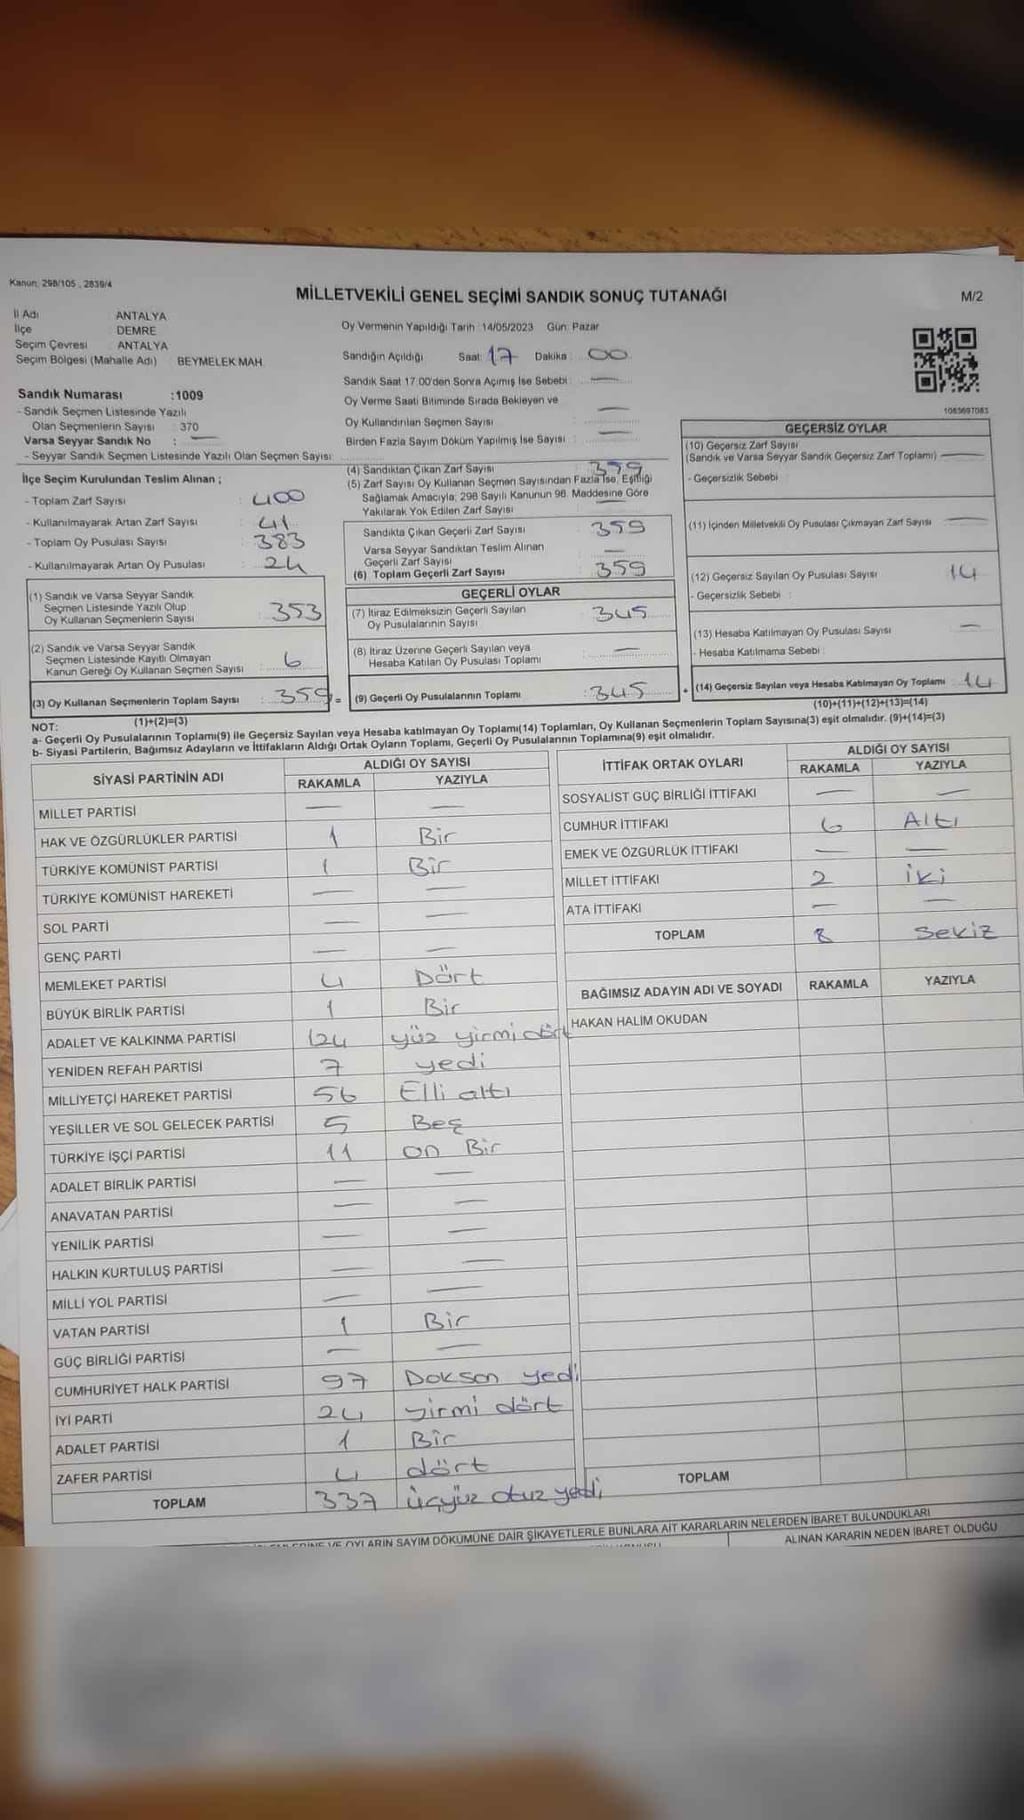 Kanun; 298/105 , 2839/4
MİLLETVEKİLİ GENEL SEÇİMİ SANDIK SONUÇ TUTANAĞI
M/2
İl Adı ANTALYA
İlçe DEMRE
Seçim Çevresi ANTALYA
Seçim Bölgesi (Mahalle Adı) BEYMELEK MAH.
Sandık Numarası :1009
- Sandık Seçmen Listesinde Yazılı
Olan Seçmenlerin Sayısı : 370
Varsa Seyyar Sandık No : —
- Seyyar Sandık Seçmen Listesinde Yazılı Olan Seçmen Sayısı:
İlçe Seçim Kurulundan Teslim Alınan ;
- Toplam Zarf Sayısı : 400
- Kullanılmayarak Artan Zarf Sayısı : 41
- Toplam Oy Pusulası Sayısı : 383
- Kullanılmayarak Artan Oy Pusulası : 24
(1) Sandık ve Varsa Seyyar Sandık
Seçmen Listesinde Yazılı Olup
Oy Kullanan Seçmenlerin Sayısı : 353
(2) Sandık ve Varsa Seyyar Sandık
Seçmen Listesinde Kayıtlı Olmayan
Kanun Gereği Oy Kullanan Seçmen Sayısı : 6
(3) Oy Kullanan Seçmenlerin Toplam Sayısı : 359 =
(1)+(2)=(3)
Oy Vermenin Yapıldığı Tarih :14/05/2023 Gün: Pazar
Sandığın Açıldığı Saat: 17 Dakika : 00
Sandık Saat 17.00'den Sonra Açımış İse Sebebi : —
Oy Verme Saati Bitiminde Sırada Bekleyen ve
Oy Kullandırılan Seçmen Sayısı : —
Birden Fazla Sayım Döküm Yapılmış İse Sayısı : —
(4) Sandıktan Çıkan Zarf Sayısı : 359
(5) Zarf Sayısı Oy Kullanan Seçmen Sayısından Fazla İse, Eşitliği
Sağlamak Amacıyla; 298 Sayılı Kanunun 98. Maddesine Göre
Yakılarak Yok Edilen Zarf Sayısı : —
Sandıkta Çıkan Geçerli Zarf Sayısı : 359
Varsa Seyyar Sandıktan Teslim Alınan
Geçerli Zarf Sayısı : —
(6) Toplam Geçerli Zarf Sayısı : 359
GEÇERLİ OYLAR
(7) İtiraz Edilmeksizin Geçerli Sayılan
Oy Pusulalarının Sayısı : 345
(8) İtiraz Üzerine Geçerli Sayılan veya
Hesaba Katılan Oy Pusulası Toplamı : —
(9) Geçerli Oy Pusulalarının Toplamı : 345 +
1083697083
GEÇERSİZ OYLAR
(10) Geçersiz Zarf Sayısı
(Sandık ve Varsa Seyyar Sandık Geçersiz Zarf Toplamı) —
- Geçersizlik Sebebi :
(11) İçinden Milletvekili Oy Pusulası Çıkmayan Zarf Sayısı —
(12) Geçersiz Sayılan Oy Pusulası Sayısı : 14
- Geçersizlik Sebebi :
(13) Hesaba Katılmayan Oy Pusulası Sayısı : —
- Hesaba Katılmama Sebebi :
(14) Geçersiz Sayılan veya Hesaba Katılmayan Oy Toplamı : 14
(10)+(11)+(12)+(13)=(14)
NOT:
a- Geçerli Oy Pusulalarının Toplamı(9) ile Geçersiz Sayılan veya Hesaba katılmayan Oy Toplamı(14) Toplamları, Oy Kullanan Seçmenlerin Toplam Sayısına(3) eşit olmalıdır. (9)+(14)=(3)
b- Siyasi Partilerin, Bağımsız Adayların ve İttifakların Aldığı Ortak Oyların Toplamı, Geçerli Oy Pusulalarının Toplamına(9) eşit olmalıdır.
SİYASİ PARTİNİN ADI ALDIĞI OY SAYISI
RAKAMLA YAZIYLA
MİLLET PARTİSİ — —
HAK VE ÖZGÜRLÜKLER PARTİSİ 1 Bir
TÜRKİYE KOMÜNİST PARTİSİ 1 Bir
TÜRKİYE KOMÜNİST HAREKETİ — —
SOL PARTİ — —
GENÇ PARTİ — —
MEMLEKET PARTİSİ 4 Dört
BÜYÜK BİRLİK PARTİSİ 1 Bir
ADALET VE KALKINMA PARTİSİ 124 yüz yirmi dört
YENİDEN REFAH PARTİSİ 7 yedi
MİLLİYETÇİ HAREKET PARTİSİ 56 Elli altı
YEŞİLLER VE SOL GELECEK PARTİSİ 5 Beş
TÜRKİYE İŞÇİ PARTİSİ 11 on Bir
ADALET BİRLİK PARTİSİ — —
ANAVATAN PARTİSİ — —
YENİLİK PARTİSİ — —
HALKIN KURTULUŞ PARTİSİ — —
MİLLİ YOL PARTİSİ — —
VATAN PARTİSİ 1 Bir
GÜÇ BİRLİĞİ PARTİSİ — —
CUMHURİYET HALK PARTİSİ 97 Doksan yedi
İYİ PARTİ 24 yirmi dört
ADALET PARTİSİ 1 Bir
ZAFER PARTİSİ 4 dört
TOPLAM 337 üçyüz otuz yedi
İTTİFAK ORTAK OYLARI ALDIĞI OY SAYISI
RAKAMLA YAZIYLA
SOSYALİST GÜÇ BİRLİĞİ İTTİFAKI — —
CUMHUR İTTİFAKI 6 Altı
EMEK VE ÖZGÜRLÜK İTTİFAKI — —
MİLLET İTTİFAKI 2 iki
ATA İTTİFAKI — —
TOPLAM 8 sekiz
BAĞIMSIZ ADAYIN ADI VE SOYADI RAKAMLA YAZIYLA
HAKAN HALİM OKUDAN
TOPLAM
VE OYLARIN SAYIM DÖKÜMÜNE DAİR ŞİKAYETLERLE BUNLARA AİT KARARLARIN NELERDEN İBARET BULUNDUKLARI
ALINAN KARARIN NEDEN İBARET OLDUĞU